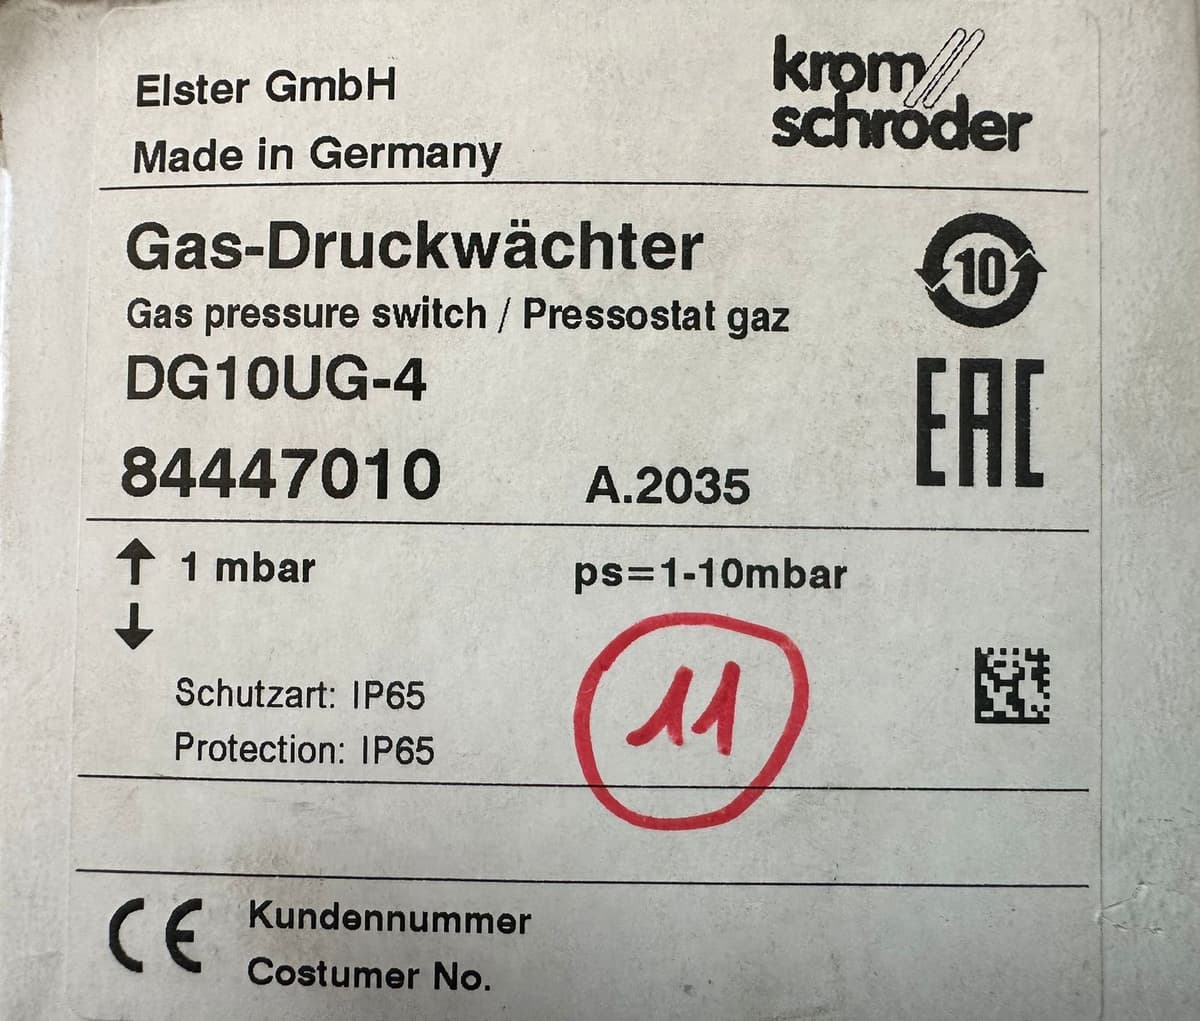 Elster GmbH
Made in Germany
krom
schroder
Gas-Druckwächter
Gas pressure switch / Pressostat gaz
DG10UG-4
84447010
A.2035
10
EAC
↑ 1 mbar
↓
ps=1-10mbar
11
Schutzart: IP65
Protection: IP65
CE
Kundennummer
Costumer No.